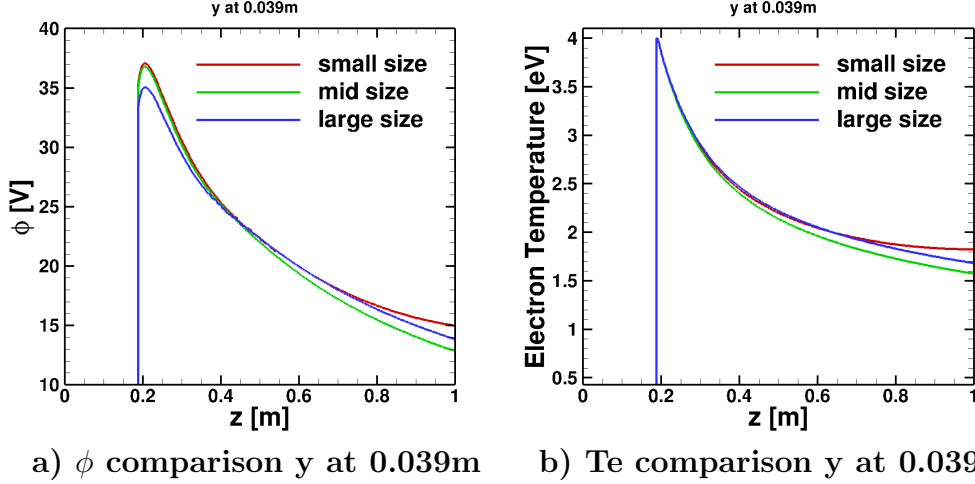 y at 0.039m
40
35
30
25
20
15
10
ϕ [V]
small size
mid size
large size
0 0.2 0.4 0.6 0.8 1
z [m]
a) ϕ comparison y at 0.039m
y at 0.039m
4
3.5
3
2.5
2
1.5
1
0.5
Electron Temperature [eV]
small size
mid size
large size
0 0.2 0.4 0.6 0.8 1
z [m]
b) Te comparison y at 0.039